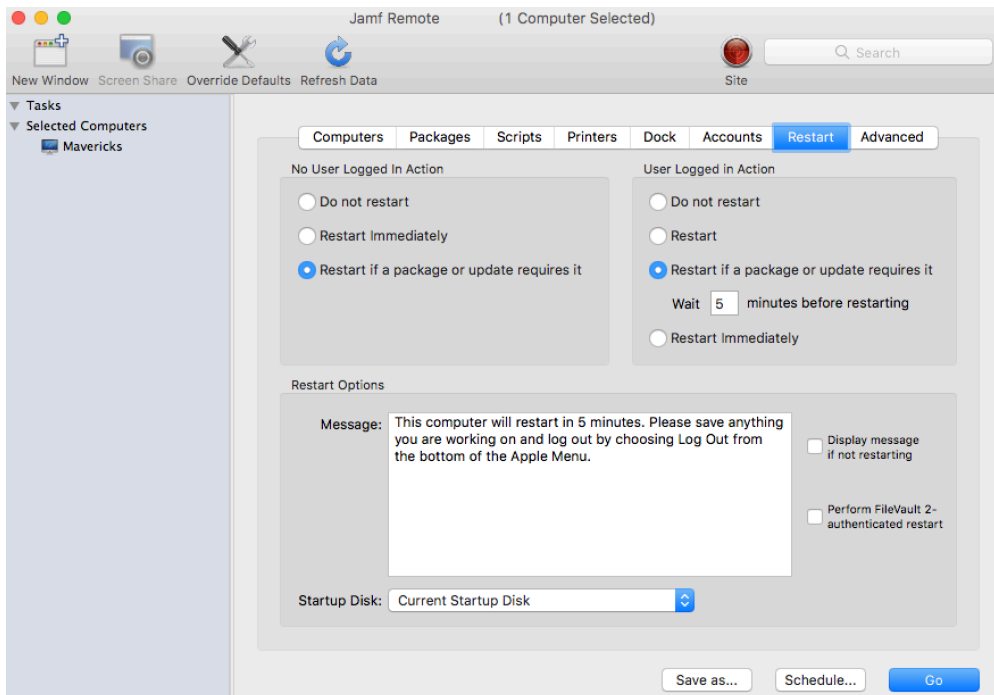 Jamf Remote (1 Computer Selected)
New Window Screen Share Override Defaults Refresh Data Site Search
Tasks
Selected Computers
Mavericks
Computers Packages Scripts Printers Dock Accounts Restart Advanced
No User Logged In Action
Do not restart
Restart Immediately
Restart if a package or update requires it
User Logged in Action
Do not restart
Restart
Restart if a package or update requires it
Wait 5 minutes before restarting
Restart Immediately
Restart Options
Message:
This computer will restart in 5 minutes. Please save anything
you are working on and log out by choosing Log Out from
the bottom of the Apple Menu.
Display message
if not restarting
Perform FileVault 2-
authenticated restart
Startup Disk: Current Startup Disk
Save as... Schedule... Go